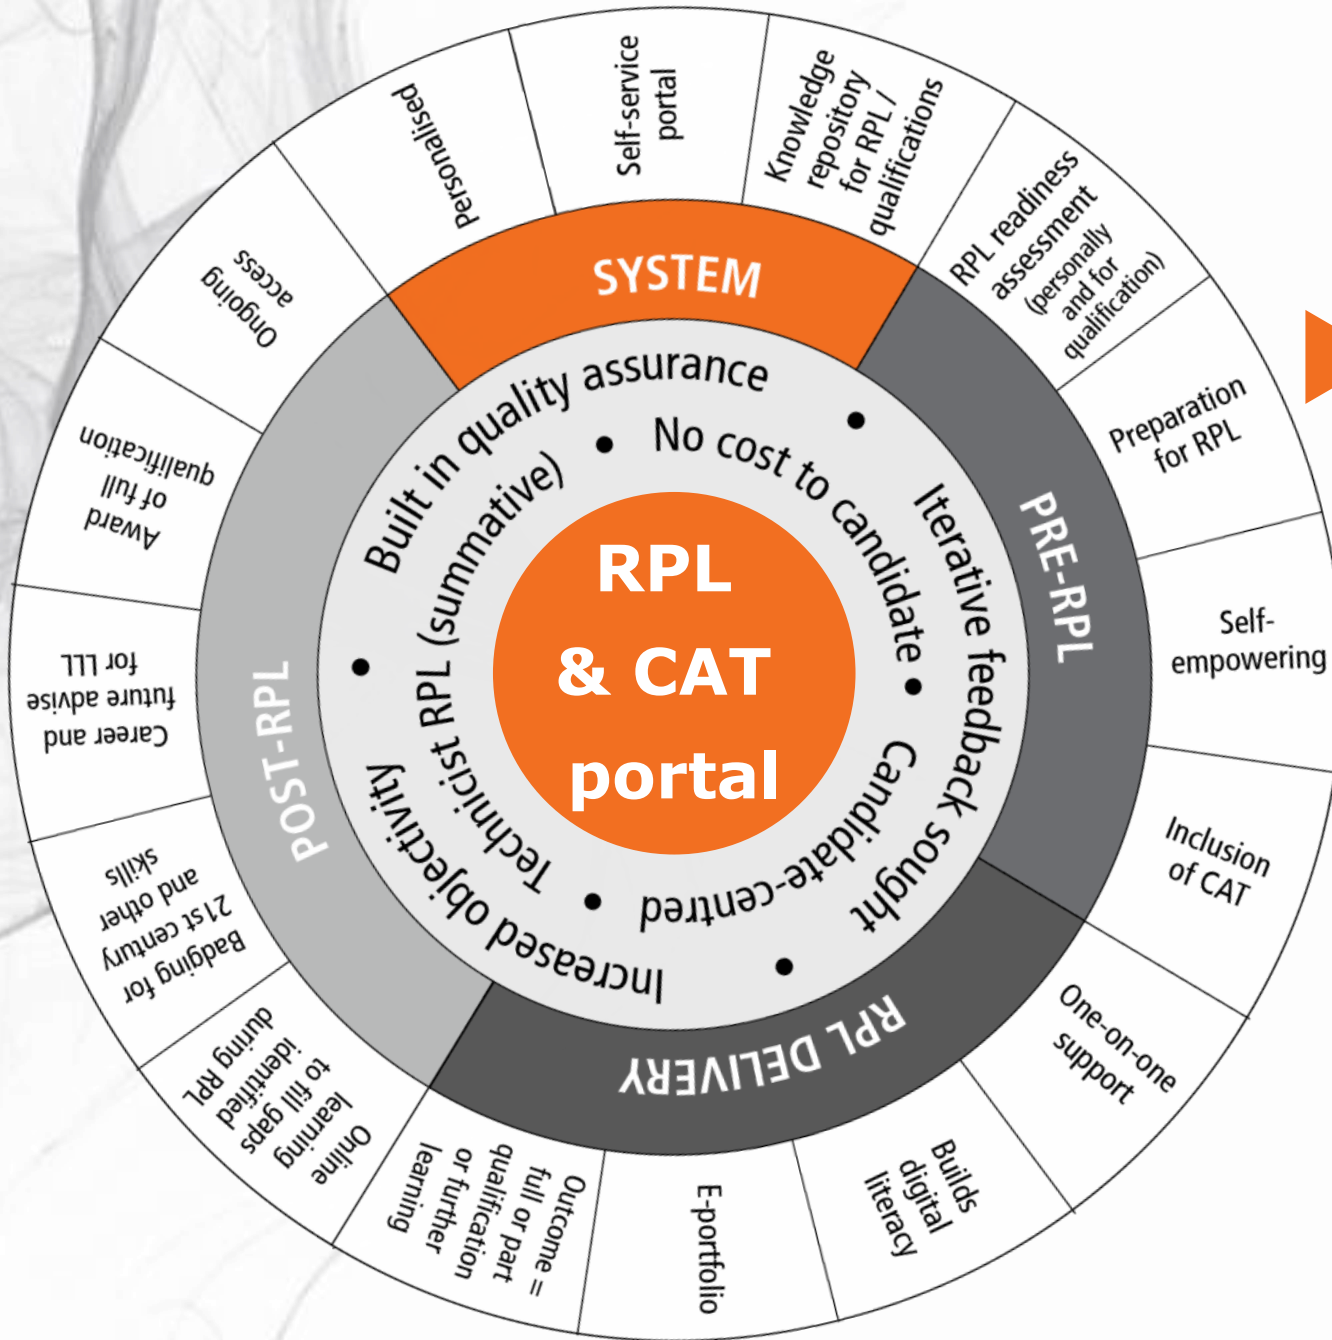 RPL
& CAT
portal
No cost to candidate
Candidate-centred
Technicist RPL (summative)
Built in quality assurance
Iterative feedback sought
Increased objectivity
SYSTEM
Personalised
Self-service
portal
Knowledge
repository
for RPL /
qualifications
PRE-RPL
RPL readiness
assessment
(personally
and for
qualification)
Preparation
for RPL
Self-
empowering
Inclusion
of CAT
RPL DELIVERY
One-on-one
support
Builds
digital
literacy
E-portfolio
Outcome =
full or part
qualification
or further
learning
POST-RPL
Online
learning
to fill gaps
identified
during RPL
Badging for
21st century
and other
skills
Career and
future advise
for LLL
Award
of full
qualification
Ongoing
access